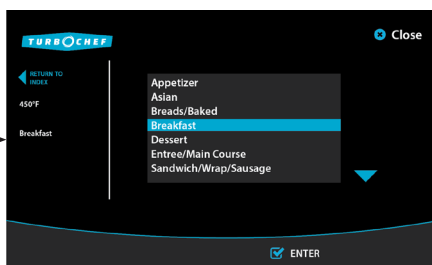 TURBOCHEF
Close
RETURN TO
INDEX
450°F
Breakfast
Appetizer
Asian
Breads/Baked
Breakfast
Dessert
Entree/Main Course
Sandwich/Wrap/Sausage
ENTER